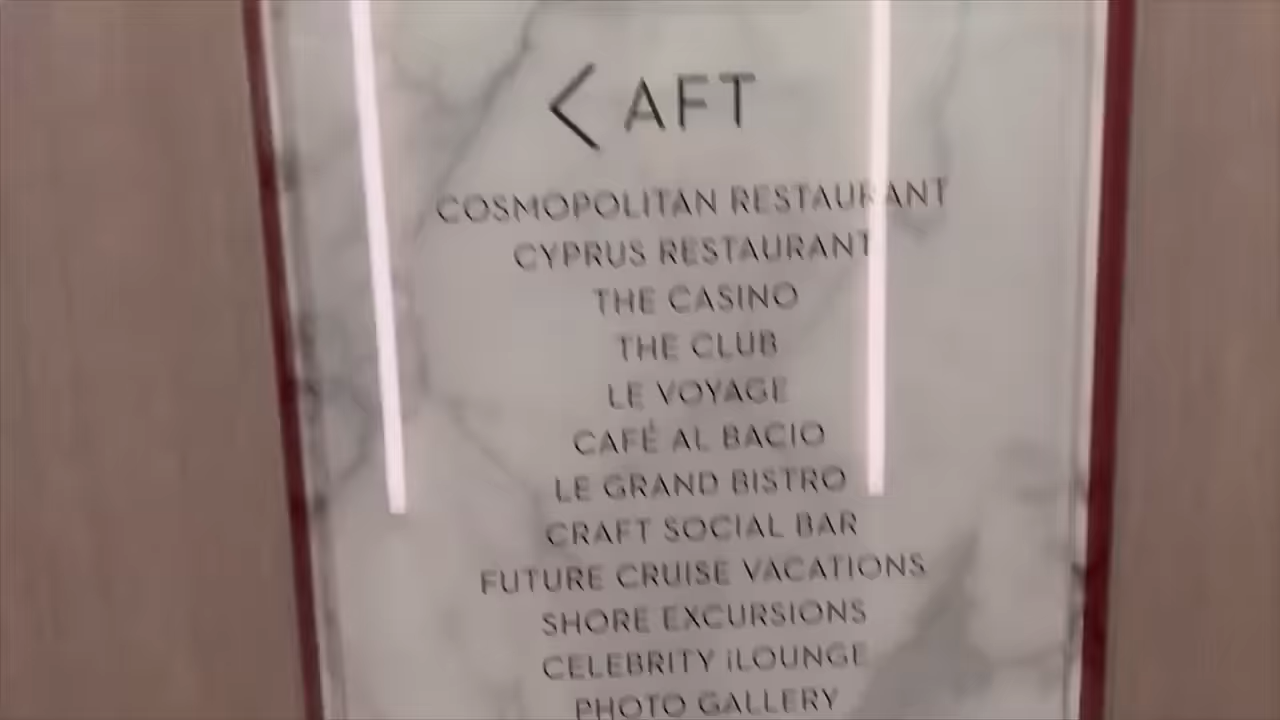 < AFT
COSMOPOLITAN RESTAURANT
CYPRUS RESTAURANT
THE CASINO
THE CLUB
LE VOYAGE
CAFÉ AL BACIO
LE GRAND BISTRO
CRAFT SOCIAL BAR
FUTURE CRUISE VACATIONS
SHORE EXCURSIONS
CELEBRITY iLOUNGE
PHOTO GALLERY